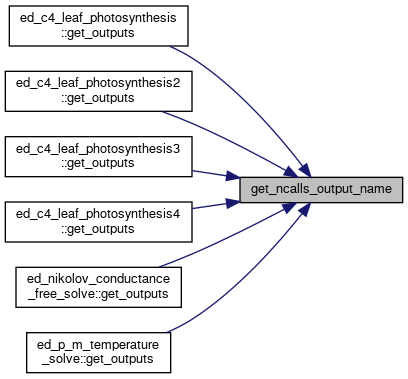 ed_c4_leaf_photosynthesis
::get_outputs
ed_c4_leaf_photosynthesis2
::get_outputs
ed_c4_leaf_photosynthesis3
::get_outputs
get_ncalls_output_name
ed_c4_leaf_photosynthesis4
::get_outputs
ed_nikolov_conductance
_free_solve::get_outputs
ed_p_m_temperature
_solve::get_outputs